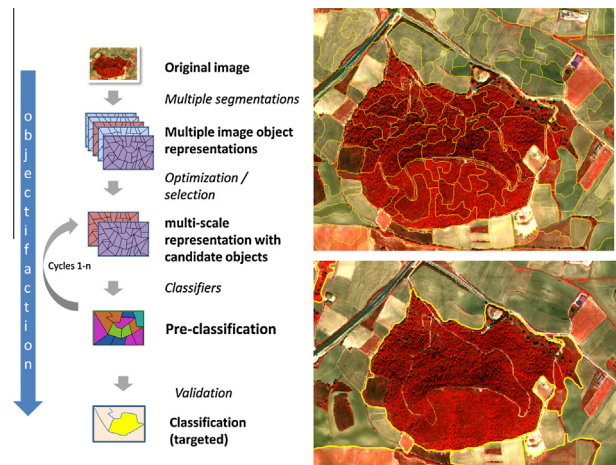 objectifaction
Original image
Multiple segmentations
Multiple image object
representations
Optimization /
selection
multi-scale
representation with
candidate objects
Cycles 1-n
Classifiers
Pre-classification
Validation
Classification
(targeted)